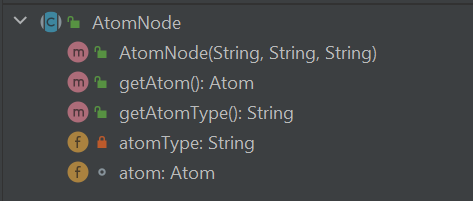 AtomNode
AtomNode(String, String, String)
getAtom(): Atom
getAtomType(): String
atomType: String
atom: Atom